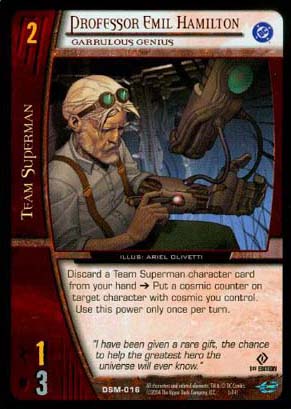 2
Professor Emil Hamilton
Garrulous Genius
DC
Team Superman
Illus: Ariel Olivetti
Discard a Team Superman character card
from your hand ➔ Put a cosmic counton
target character with cosmic you control.
Use this power only once per turn.
1
3
"I have been given a rare gift, the chance
to help the greatest hero the
universe will ever know."
1st Edition
DSM-016